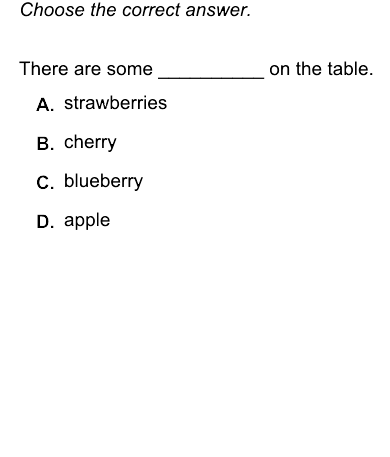 Choose the correct answer.
There are some __________ on the table.
A. strawberries
B. cherry
C. blueberry
D. apple